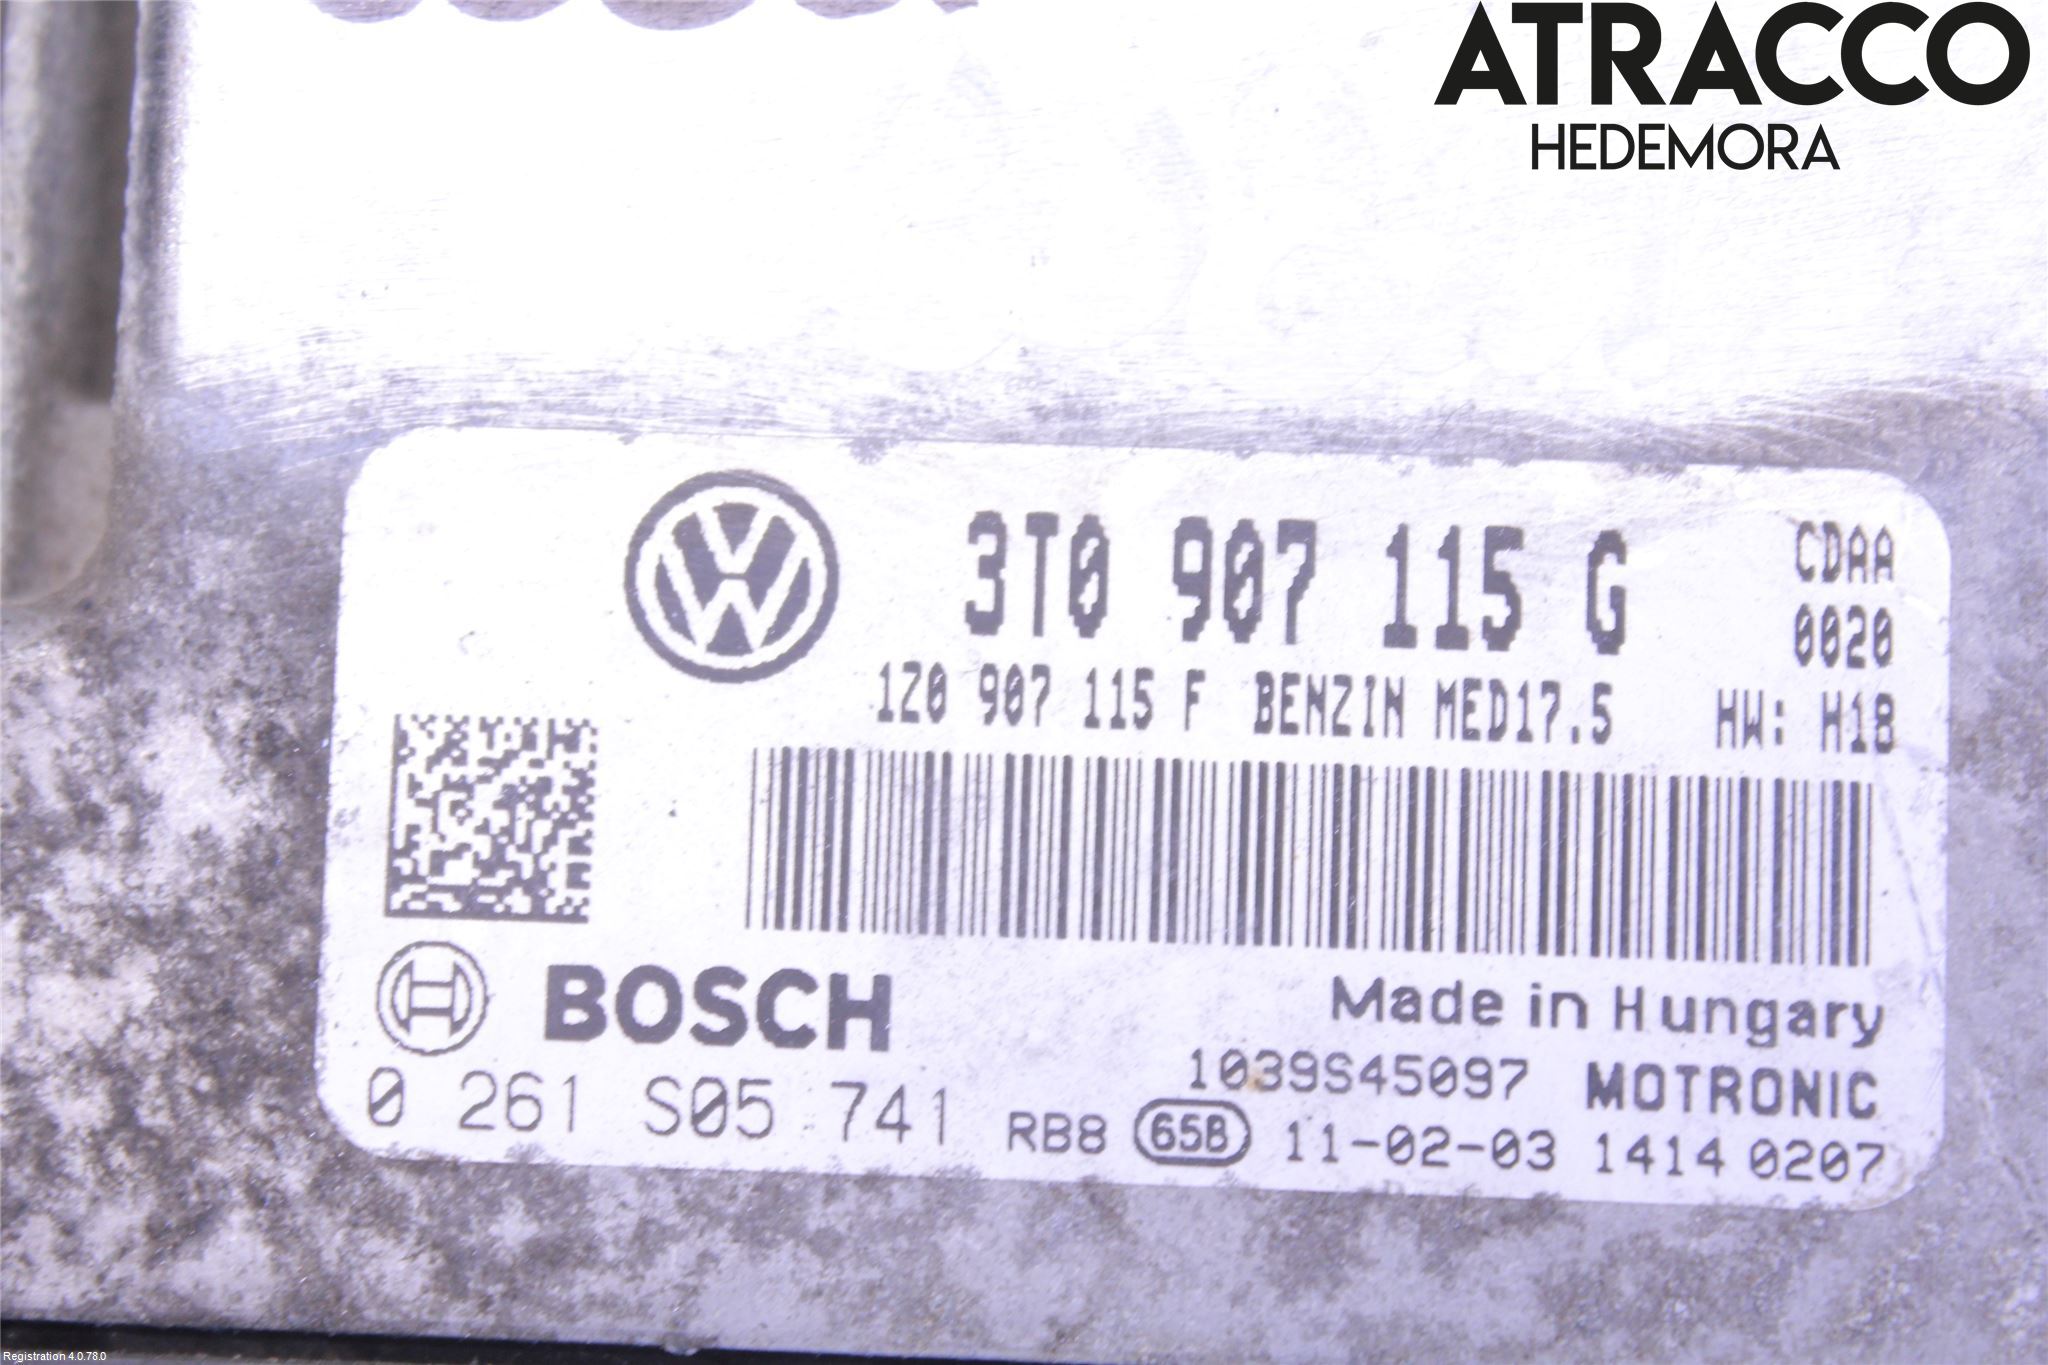 ATRACCO
HEDEMORA
3T0 907 115 G
CDAA
0020
1Z0 907 115 F BENZIN MED17.5 HW: H18
BOSCH
Made in Hungary
1039S45097 MOTRONIC
0 261 S05 741 RB8 65B 11-02-03 1414 0207
Registration 4.0.78.0